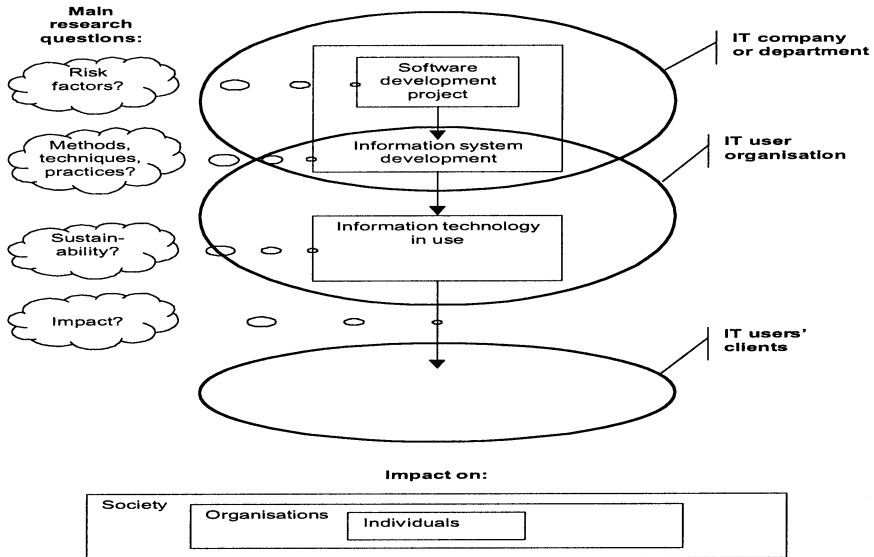 Main
research
questions:
Risk
factors?
Methods,
techniques,
practices?
Sustain-
ability?
Impact?
Software
development
project
Information system
development
Information technology
in use
IT company
or department
IT user
organisation
IT users'
clients
Impact on:
Society
Organisations
Individuals